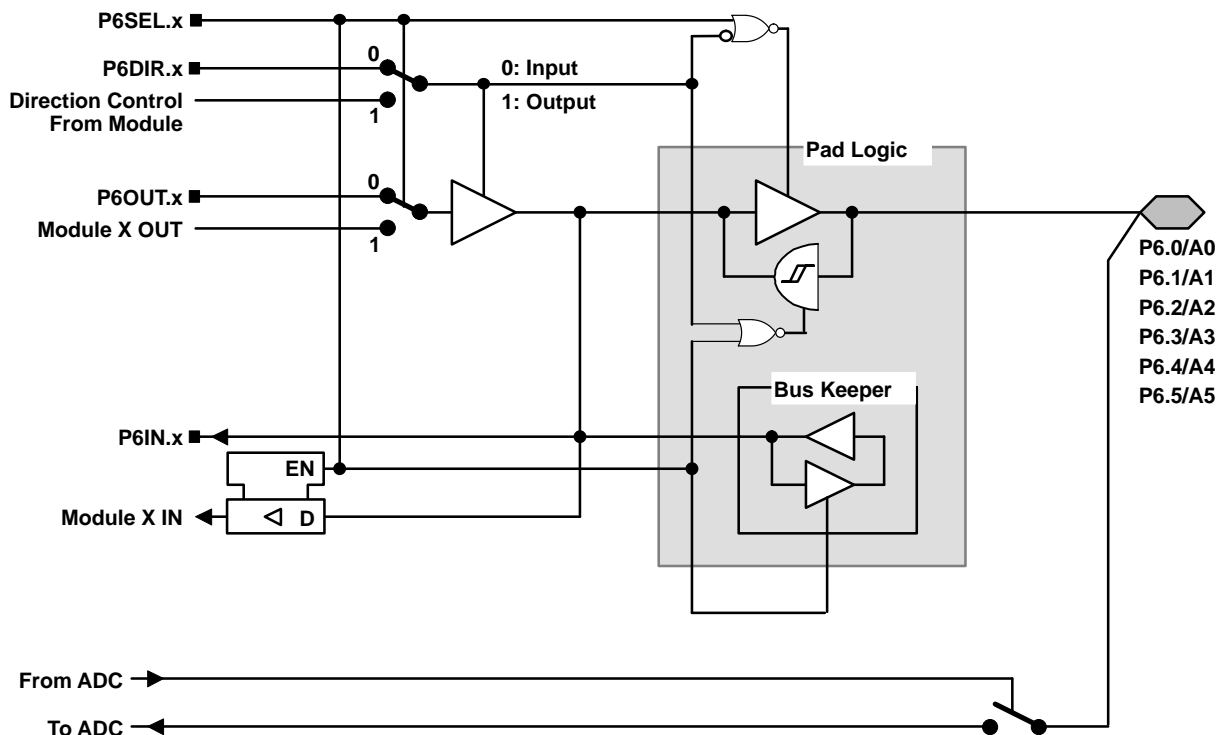 P6SEL.x
P6DIR.x
0
0: Input
Direction Control
From Module
1
1: Output
Pad Logic
P6OUT.x
0
Module X OUT
1
P6.0/A0
P6.1/A1
P6.2/A2
P6.3/A3
P6.4/A4
P6.5/A5
Bus Keeper
P6IN.x
EN
Module X IN
D
From ADC
To ADC